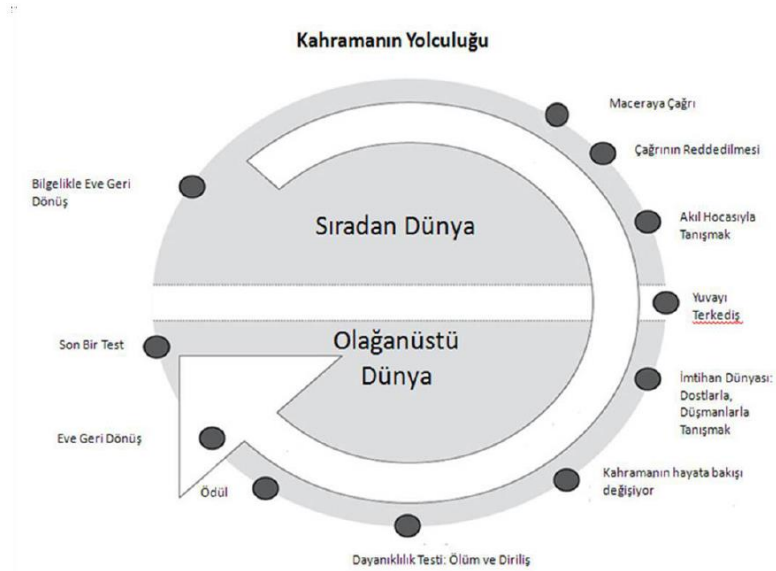 Kahramanın Yolculuğu
Maceraya Çağrı
Çağrının Reddedilmesi
Akıl Hocasıyla
Tanışmak
Yuvayı
Terkediş
İmtihan Dünyası:
Dostlarla,
Düşmanlarla
Tanışmak
Kahramanın hayata bakışı
değişiyor
Dayanıklılık Testi: Ölüm ve Diriliş
Ödül
Eve Geri Dönüş
Son Bir Test
Bilgelikle Eve Geri
Dönüş
Sıradan Dünya
Olağanüstü
Dünya